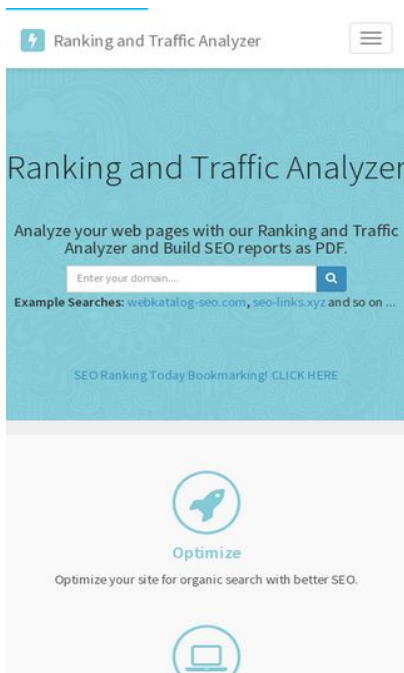 Ranking and Traffic Analyzer
Ranking and Traffic Analyzer
Analyze your web pages with our Ranking and Traffic
Analyzer and Build SEO reports as PDF.
Enter your domain....
Example Searches: webkatalog-seo.com, seo-links.xyz and so on ...
SEO Ranking Today Bookmarking! CLICK HERE
Optimize
Optimize your site for organic search with better SEO.